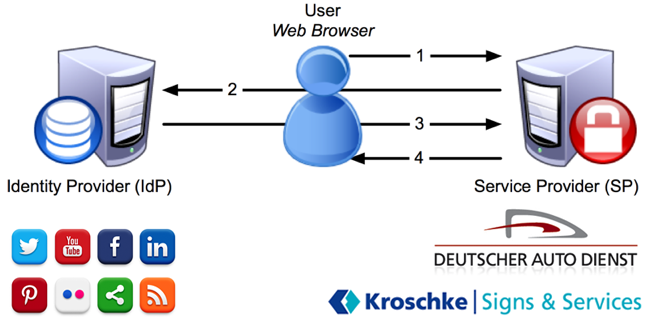 User
Web Browser
1
2
3
4
Identity Provider (IdP)
Service Provider (SP)
You
Tube
f
in
DEUTSCHER AUTO DIENST
Kroschke | Signs & Services